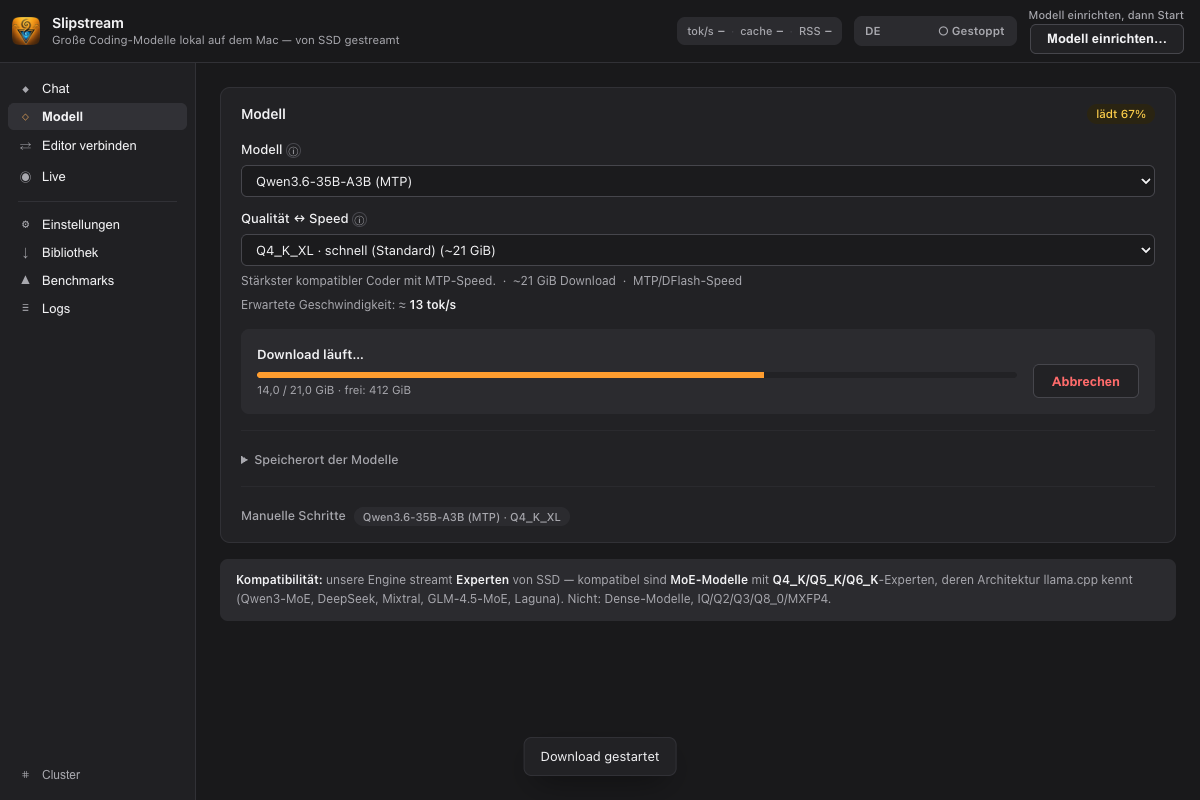 Slipstream
Große Coding-Modelle lokal auf dem Mac — von SSD gestreamt
tok/s – · cache – · RSS –
DE
Gestoppt
Modell einrichten, dann Start
Modell einrichten…
Chat
Modell
Editor verbinden
Live
Einstellungen
Bibliothek
Benchmarks
Logs
Cluster
Modell
lädt 67%
Modell ⓘ
Qwen3.6-35B-A3B (MTP)
Qualität ↔ Speed ⓘ
Q4_K_XL · schnell (Standard) (~21 GiB)
Stärkster kompatibler Coder mit MTP-Speed. · ~21 GiB Download · MTP/DFlash-Speed
Erwartete Geschwindigkeit: ≈ 13 tok/s
Download läuft…
14,0 / 21,0 GiB · frei: 412 GiB
Abbrechen
Speicherort der Modelle
Manuelle Schritte
Qwen3.6-35B-A3B (MTP) · Q4_K_XL
Kompatibilität: unsere Engine streamt Experten von SSD — kompatibel sind MoE-Modelle mit Q4_K/Q5_K/Q6_K-Experten, deren Architektur llama.cpp kennt
(Qwen3-MoE, DeepSeek, Mixtral, GLM-4.5-MoE, Laguna). Nicht: Dense-Modelle, IQ/Q2/Q3/Q8_0/MXFP4.
Download gestartet